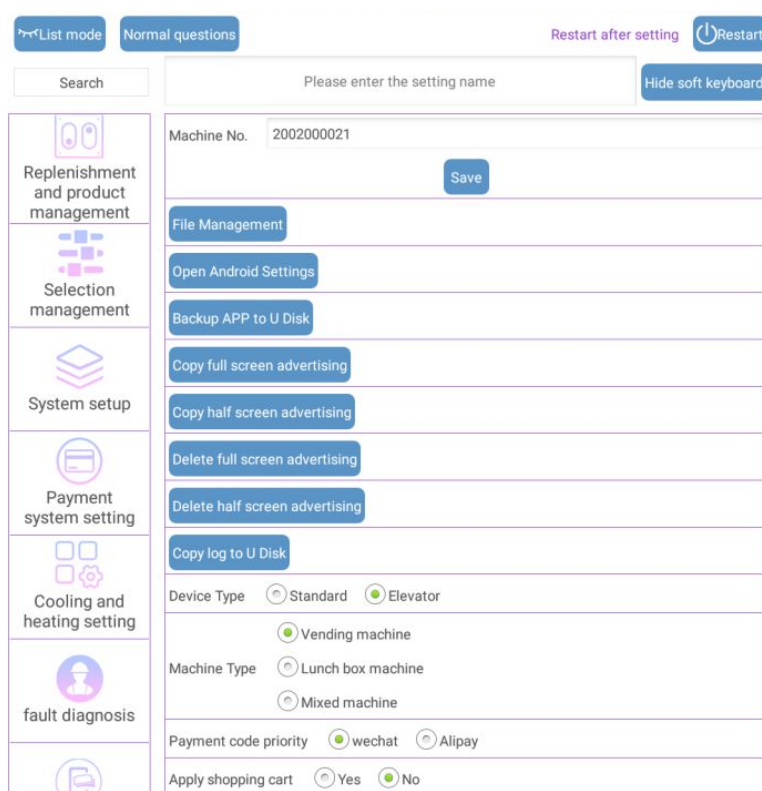 List mode
Normal questions
Restart after setting
Restart
Search
Please enter the setting name
Hide soft keyboard
Replenishment
and product
management
Selection
management
System setup
Payment
system setting
Cooling and
heating setting
fault diagnosis
Machine No. 2002000021
Save
File Management
Open Android Settings
Backup APP to U Disk
Copy full screen advertising
Copy half screen advertising
Delete full screen advertising
Delete half screen advertising
Copy log to U Disk
Device Type Standard Elevator
Vending machine
Machine Type Lunch box machine
Mixed machine
Payment code priority wechat Alipay
Apply shopping cart Yes No